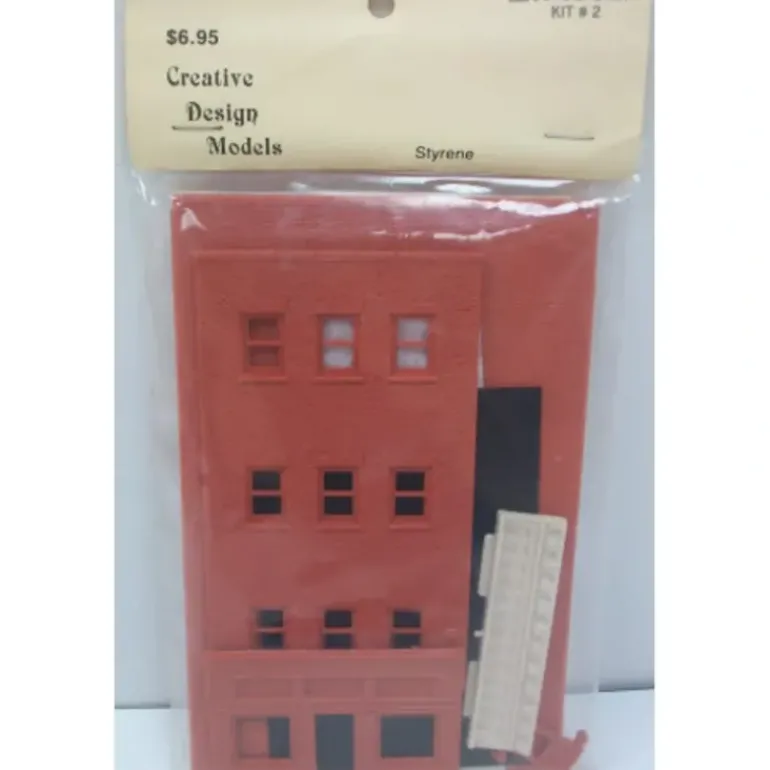 KIT # 2
$6.95
Creative
Design
Models
Styrene